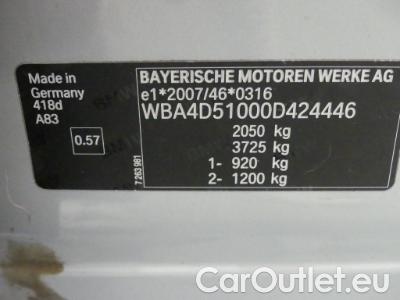 Made in
Germany
418d
A83
0.57
BAYERISCHE MOTOREN WERKE AG
e1*2007/46*0316
WBA4D51000D424446
2050 kg
3725 kg
1- 920 kg
2- 1200 kg
7 263 981
CarOutlet.eu